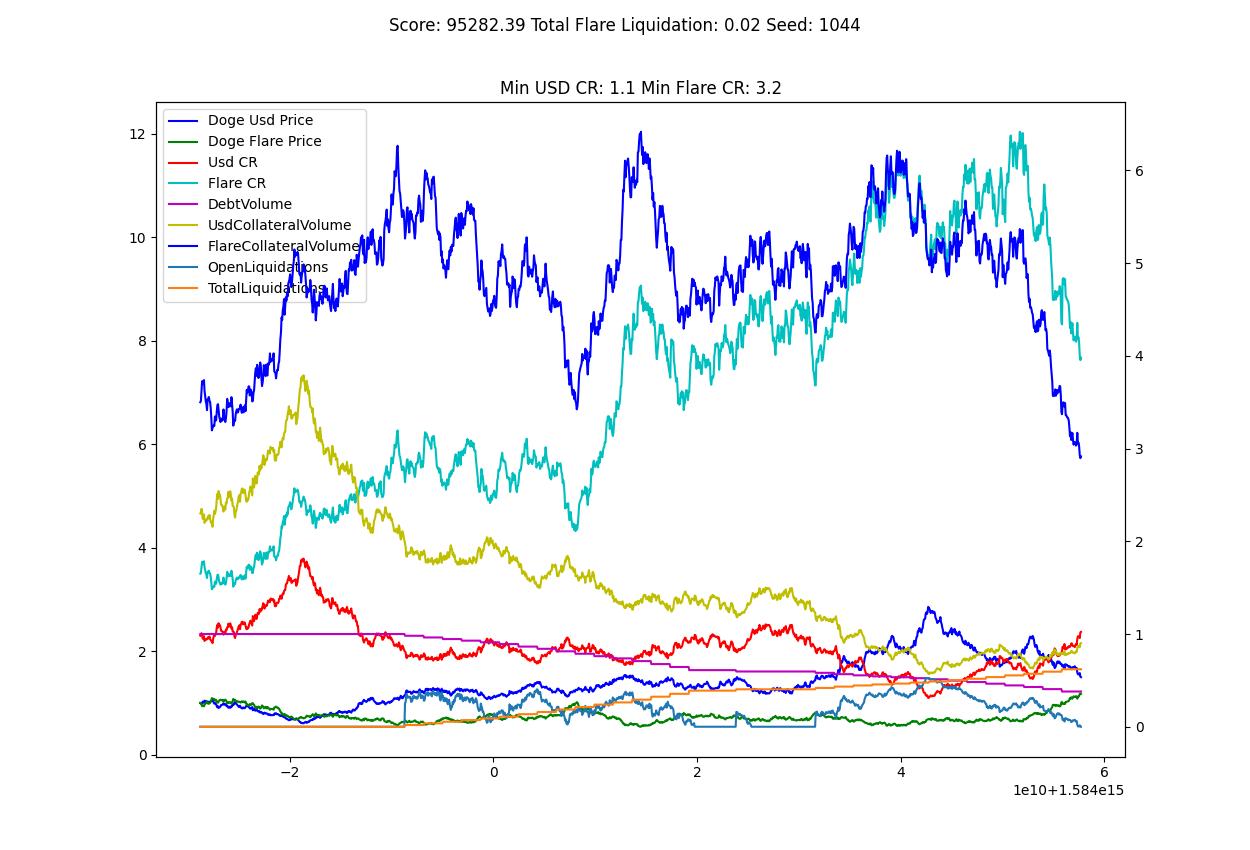 Score: 95282.39 Total Flare Liquidation: 0.02 Seed: 1044
Min USD CR: 1.1 Min Flare CR: 3.2
Doge Usd Price
Doge Flare Price
Usd CR
Flare CR
DebtVolume
UsdCollateralVolume
FlareCollateralVolume
OpenLiquidations
TotalLiquidations
12
10
8
6
4
2
0
6
5
4
3
2
1
0
−2
0
2
4
6
1e10+1.584e15